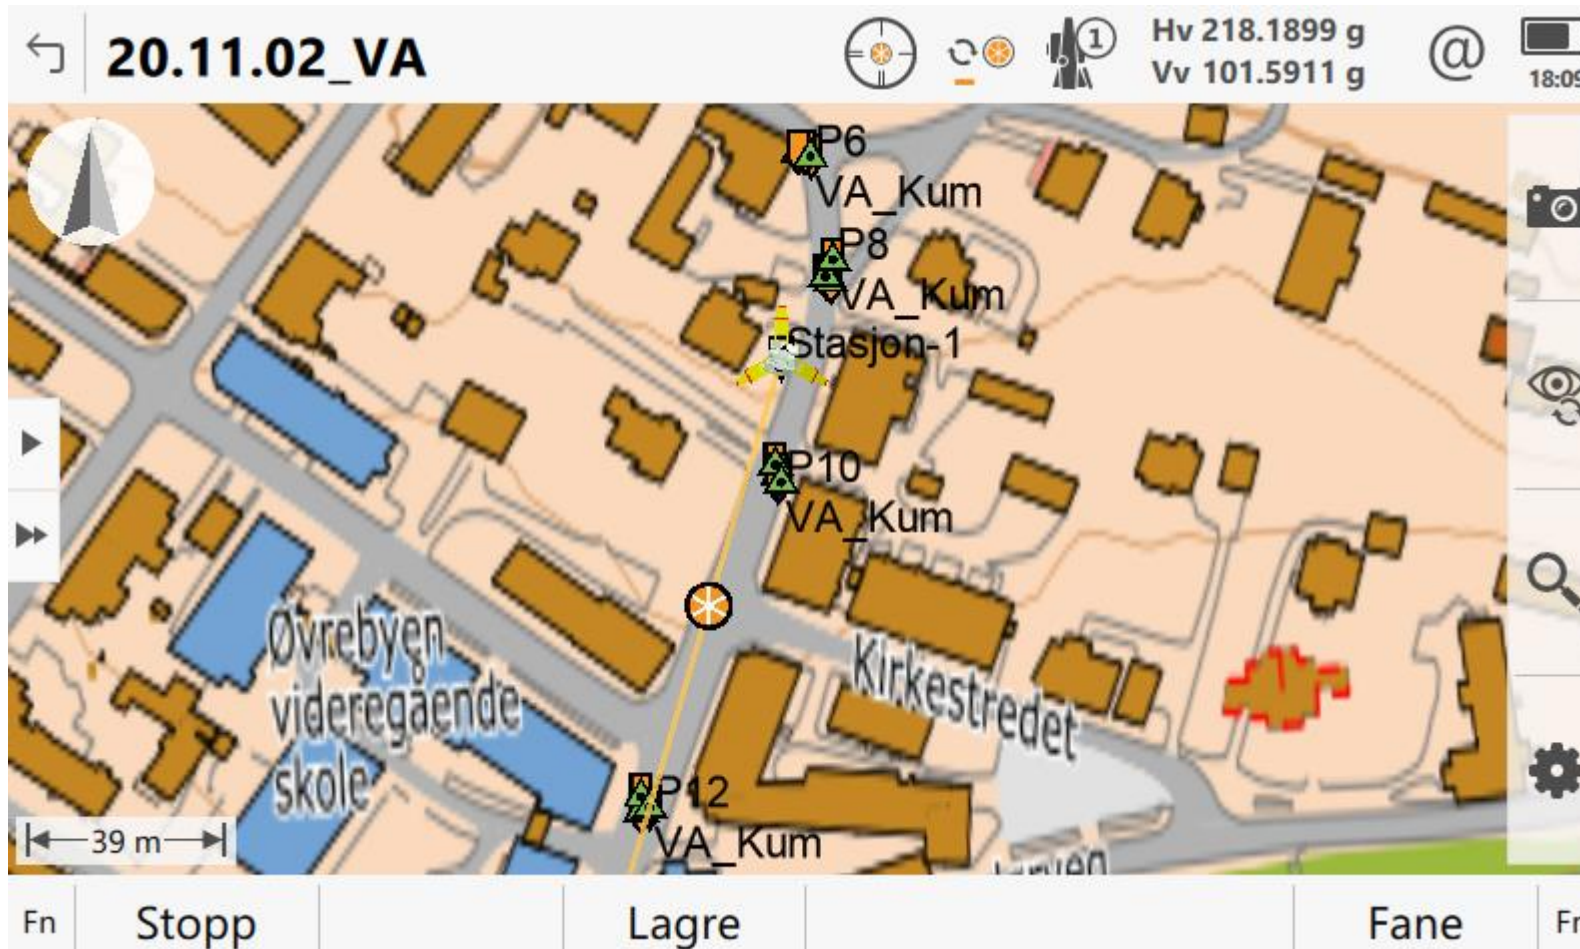 20.11.02_VA
1
Hv 218.1899 g
Vv 101.5911 g
@
18:09
P6
VA_Kum
P8
VA_Kum
Stasjon-1
P10
VA_Kum
Øvrebyen
videregående
skole
Kirkestredet
P12
VA_Kum
39 m
Fn
Stopp
Lagre
Fane